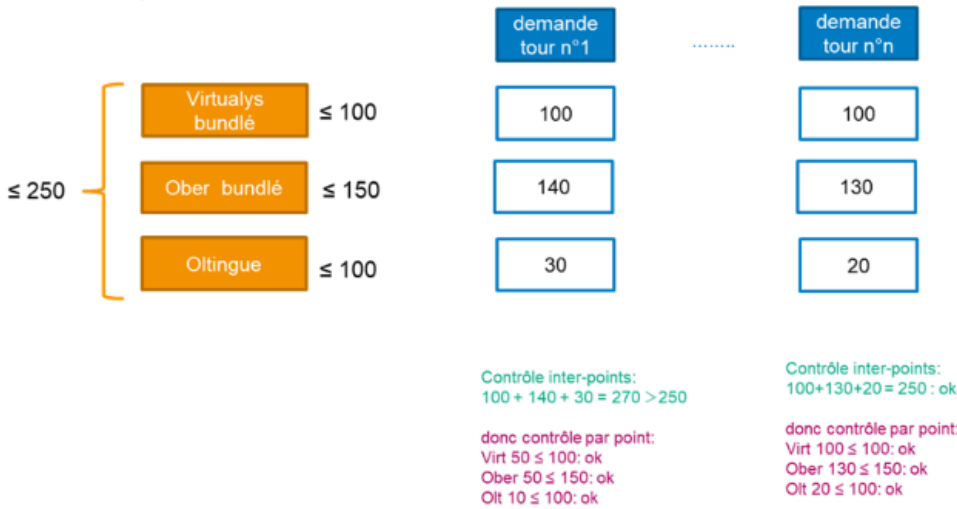 demande
tour n°1
........
demande
tour n°n
Virtualys
bundlé
≤ 100
100
100
≤ 250
Ober bundlé
≤ 150
140
130
Oltingue
≤ 100
30
20
Contrôle inter-points:
100 + 140 + 30 = 270 > 250
donc contrôle par point:
Virt 50 ≤ 100: ok
Ober 50 ≤ 150: ok
Olt 10 ≤ 100: ok
Contrôle inter-points:
100+130+20 = 250 : ok
donc contrôle par point:
Virt 100 ≤ 100: ok
Ober 130 ≤ 150: ok
Olt 20 ≤ 100: ok